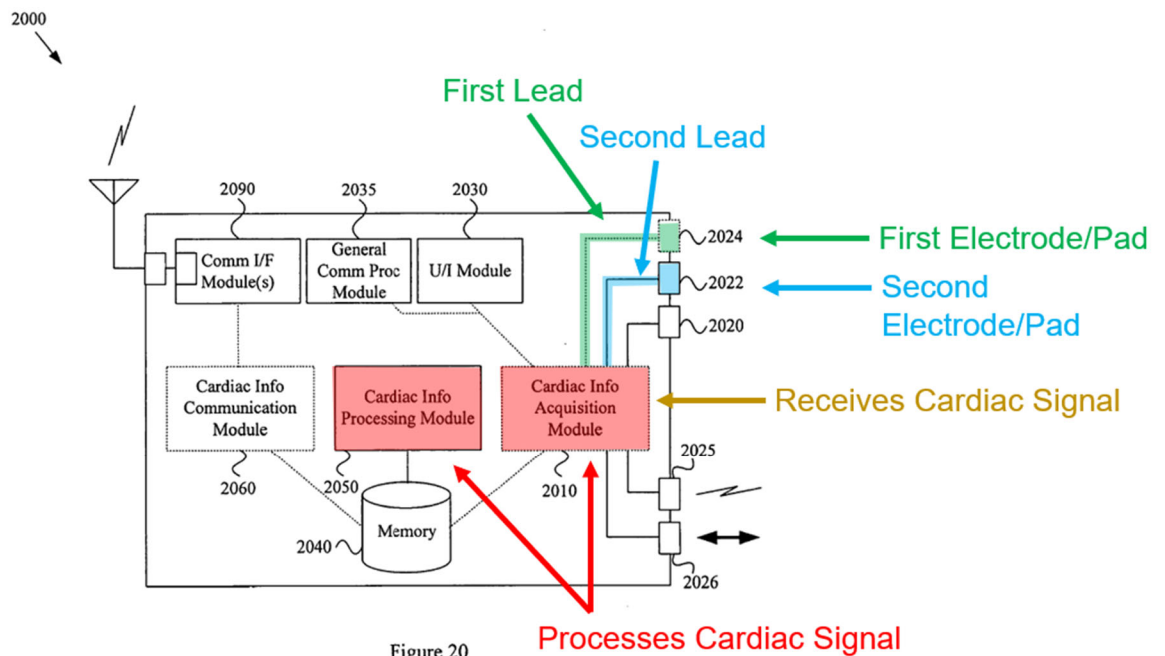 2000
First Lead
Second Lead
2090
2035
2030
Comm I/F
Module(s)
General
Comm Proc
Module
U/I Module
2024
First Electrode/Pad
2022
Second
Electrode/Pad
2020
Cardiac Info
Communication
Module
Cardiac Info
Processing Module
Cardiac Info
Acquisition
Module
Receives Cardiac Signal
2060
2050
2010
2025
2040
Memory
2026
Processes Cardiac Signal
Figure 20